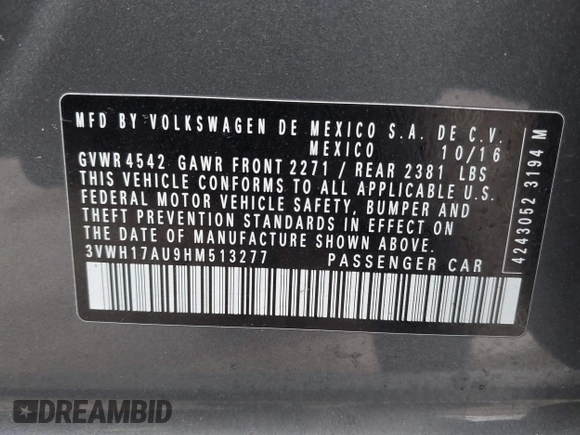 MFD BY VOLKSWAGEN DE MEXICO S.A. DE C.V.
MEXICO 10/16
GVWR 4542 GAWR FRONT 2271 / REAR 2381 LBS
THIS VEHICLE CONFORMS TO ALL APPLICABLE U.S.
FEDERAL MOTOR VEHICLE SAFETY, BUMPER AND
THEFT PREVENTION STANDARDS IN EFFECT ON
THE DATE OF MANUFACTURE SHOWN ABOVE.
3VWH17AU9HM513277 PASSENGER CAR
4243052 3194 M
DREAMBID